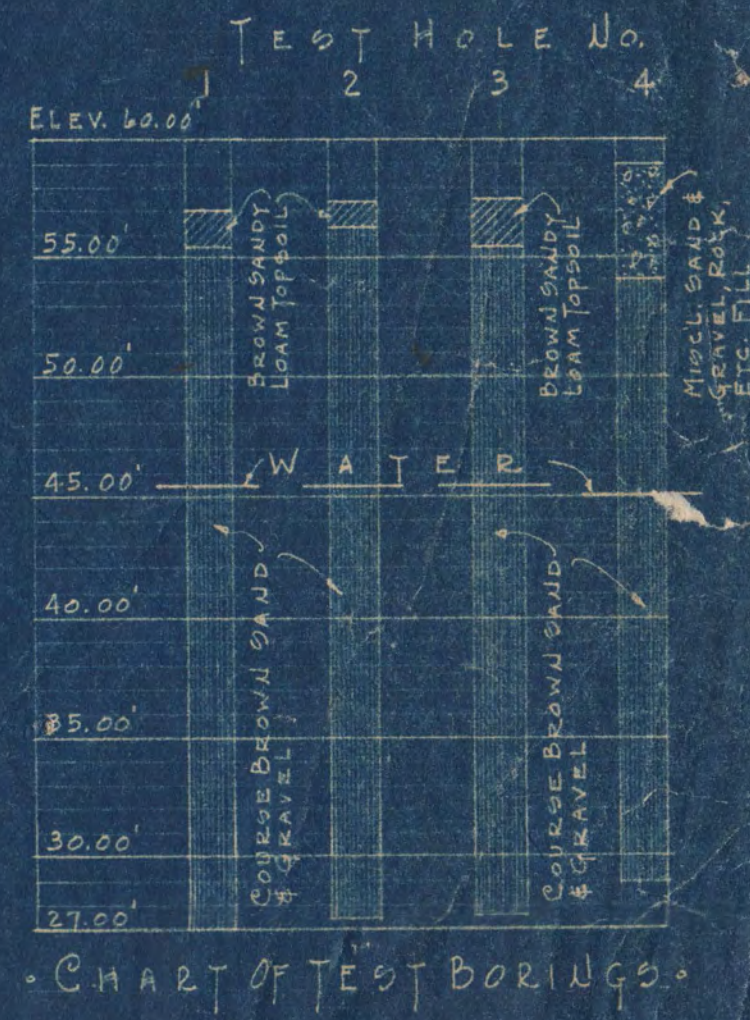 TEST HOLE NO.
1 2 3 4
ELEV. 60.00'
55.00'
50.00'
45.00'
40.00'
35.00'
30.00'
27.00'
BROWN SANDY
LOAM TOPSOIL
BROWN SANDY
LOAM TOPSOIL
MISC'L. SAND &
GRAVEL, ROCK,
ETC. FILL
WATER
COURSE BROWN SAND
& GRAVEL
COURSE BROWN SAND
& GRAVEL
• CHART OF TEST BORINGS •